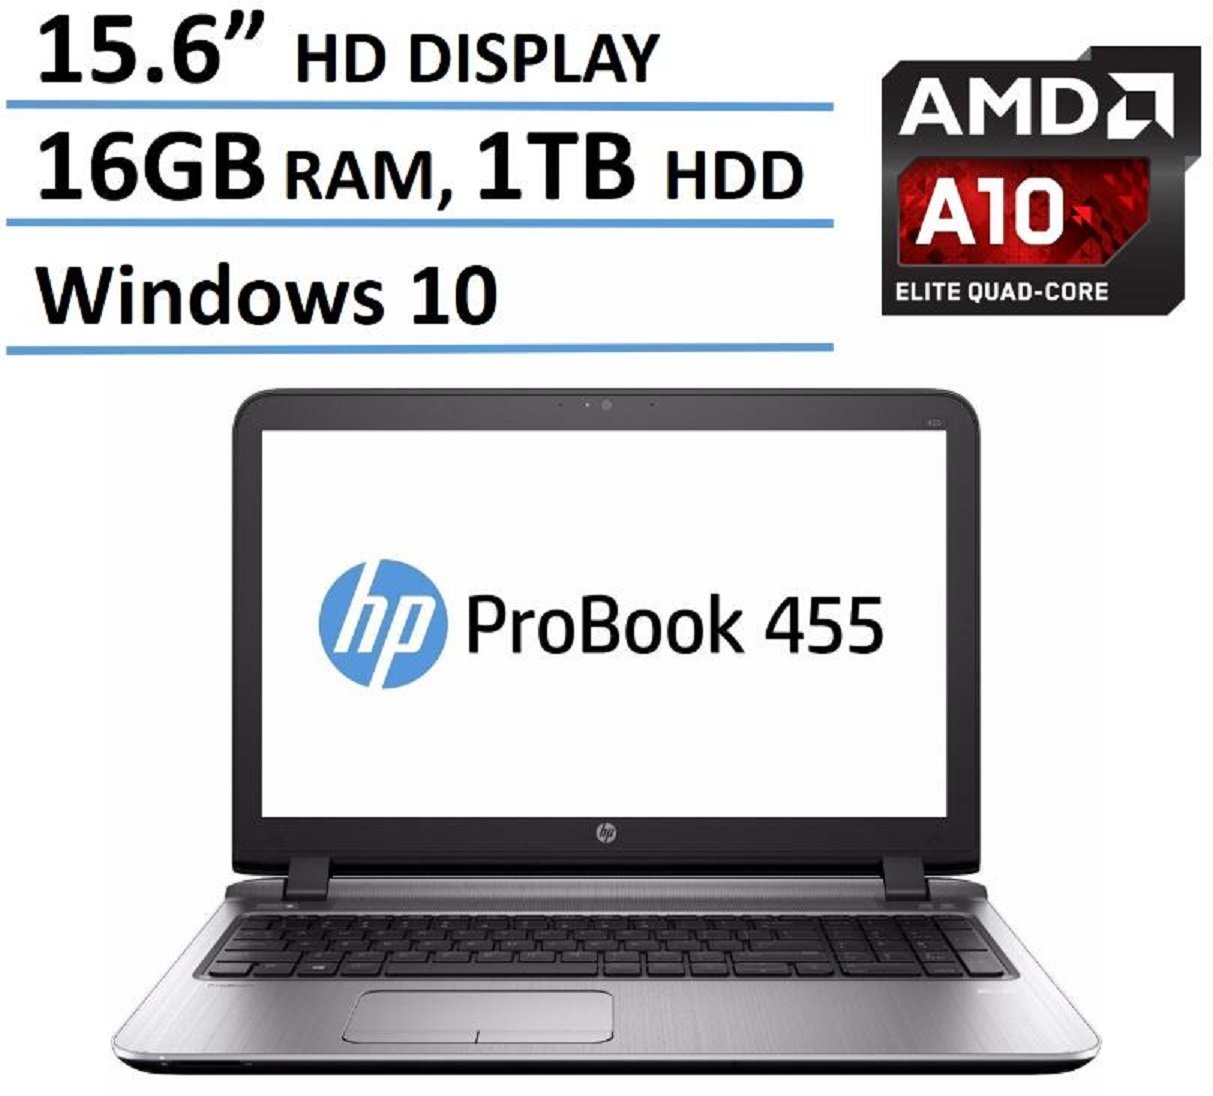 15.6” HD DISPLAY
16GB RAM, 1TB HDD
Windows 10
AMD
A10
ELITE QUAD-CORE
hp ProBook 455
hp